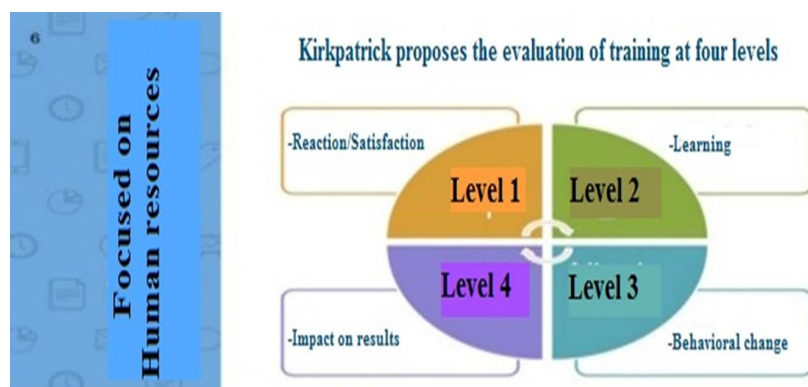 6
Focused on
Human resources
Kirkpatrick proposes the evaluation of training at four levels
-Reaction/Satisfaction
-Learning
Level 1
Level 2
Level 4
Level 3
-Impact on results
-Behavioral change